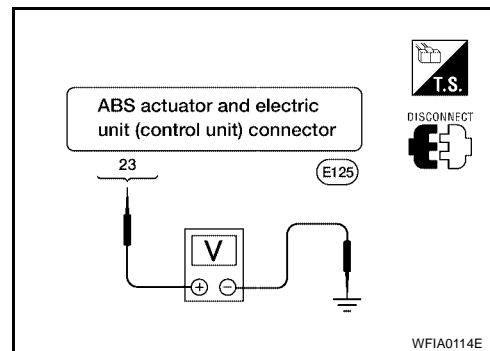 T.S.
DISCONNECT
ABS actuator and electric
unit (control unit) connector
23
E125
V
+ −
WFIA0114E